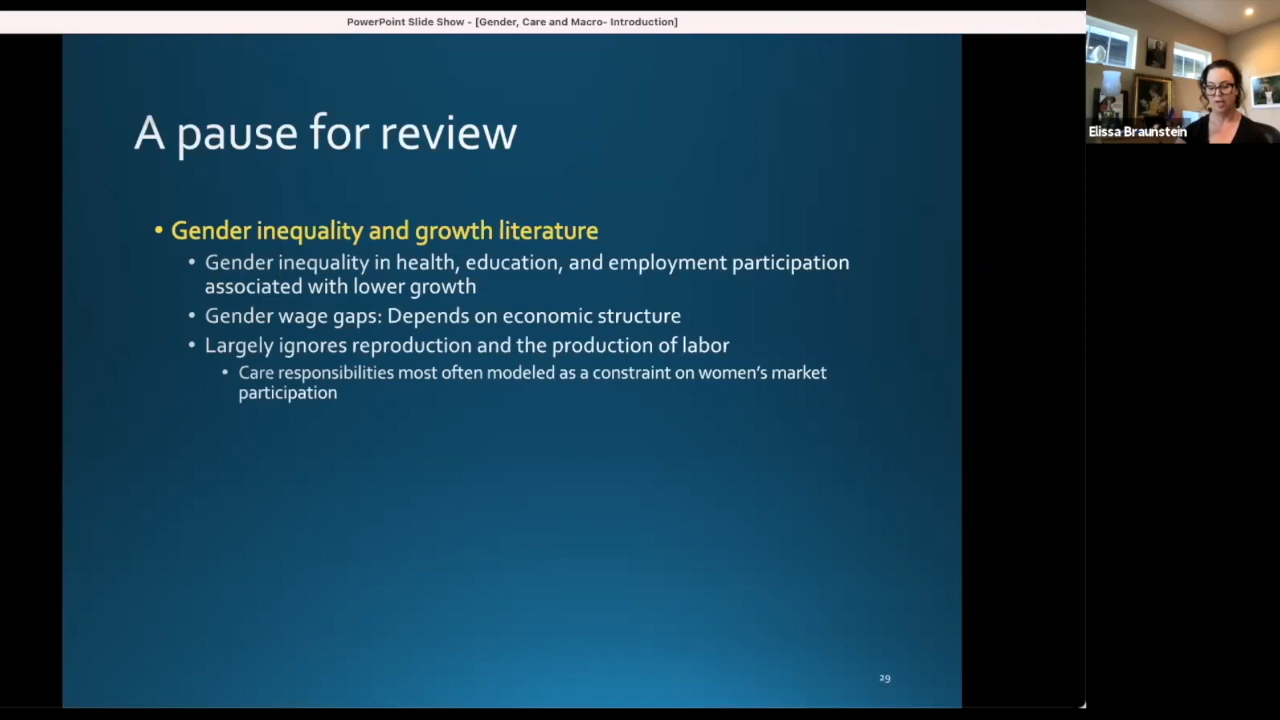 PowerPoint Slide Show - [Gender, Care and Macro- Introduction]
Elissa Braunstein
A pause for review
• Gender inequality and growth literature
• Gender inequality in health, education, and employment participation
associated with lower growth
• Gender wage gaps: Depends on economic structure
• Largely ignores reproduction and the production of labor
• Care responsibilities most often modeled as a constraint on women’s market
participation
29